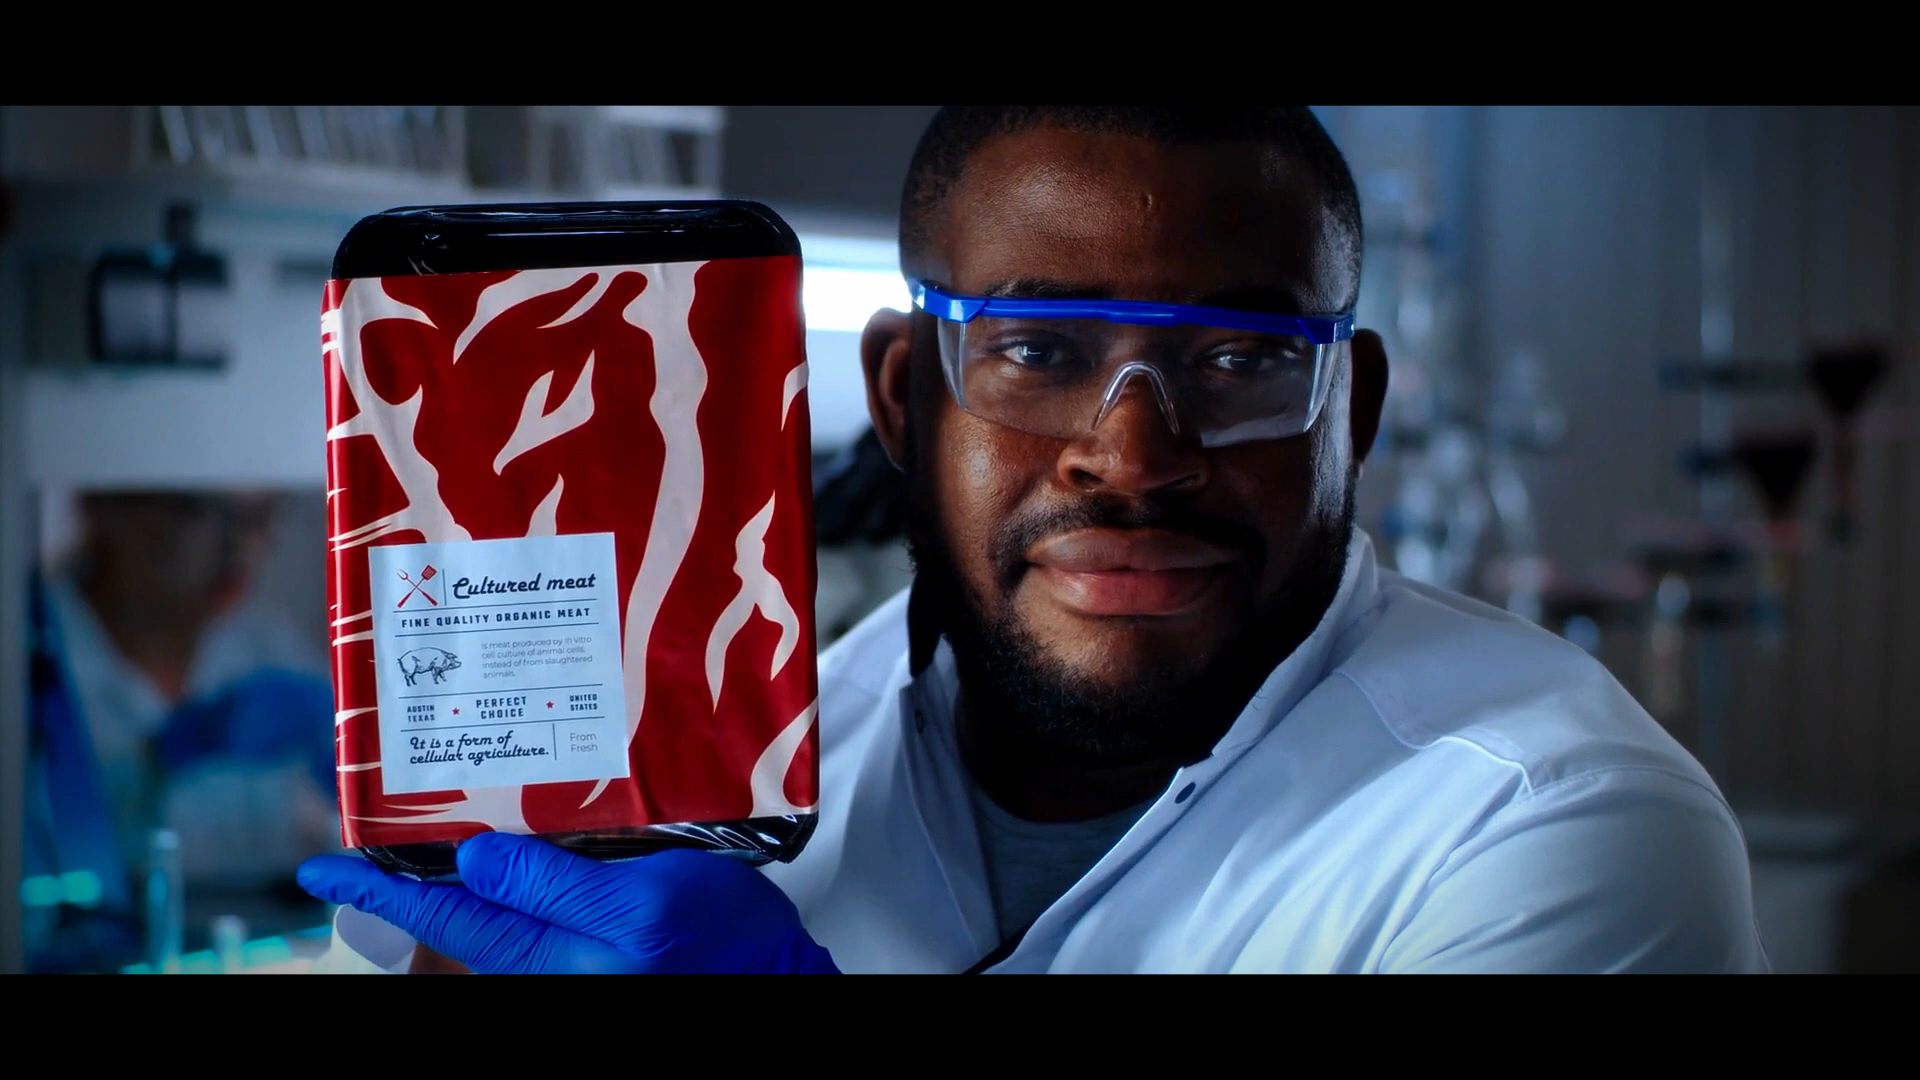 Cultured meat
FINE QUALITY ORGANIC MEAT
is meat produced by in vitro
cell culture of animal cells,
instead of from slaughtered
animals.
AUSTIN
TEXAS
PERFECT
CHOICE
UNITED
STATES
It is a form of
cellular agriculture.
From
Fresh